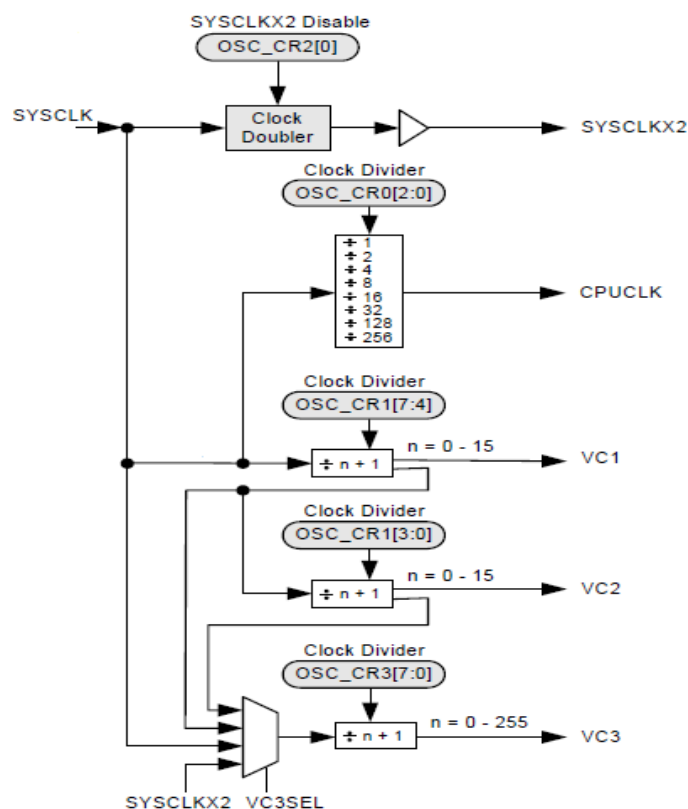 SYSCLKX2 Disable
OSC_CR2[0]
SYSCLK
Clock
Doubler
SYSCLKX2
Clock Divider
OSC_CR0[2:0]
÷ 1
÷ 2
÷ 4
÷ 8
÷ 16
÷ 32
÷ 128
÷ 256
CPUCLK
Clock Divider
OSC_CR1[7:4]
÷ n + 1
n = 0 - 15
VC1
Clock Divider
OSC_CR1[3:0]
÷ n + 1
n = 0 - 15
VC2
Clock Divider
OSC_CR3[7:0]
÷ n + 1
n = 0 - 255
VC3
SYSCLKX2 VC3SEL